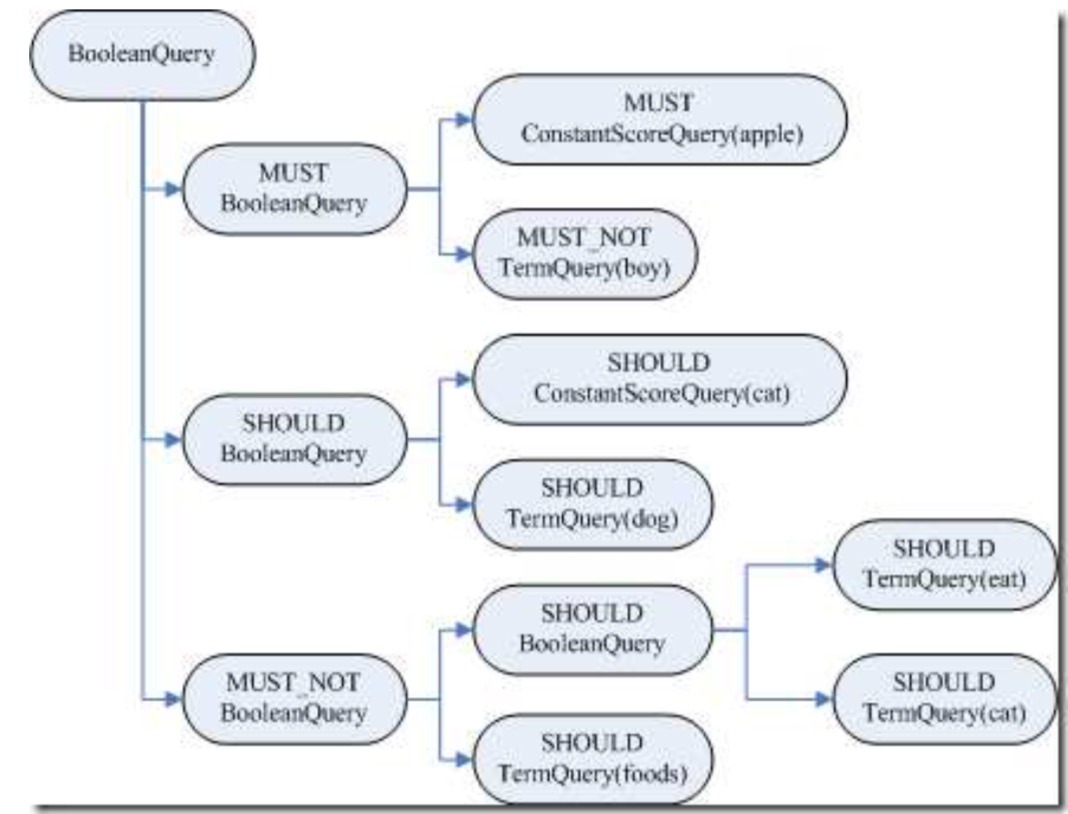 BooleanQuery
MUST
BooleanQuery
MUST
ConstantScoreQuery(apple)
MUST_NOT
TermQuery(boy)
SHOULD
BooleanQuery
SHOULD
ConstantScoreQuery(cat)
SHOULD
TermQuery(dog)
MUST_NOT
BooleanQuery
SHOULD
BooleanQuery
SHOULD
TermQuery(eat)
SHOULD
TermQuery(cat)
SHOULD
TermQuery(foods)